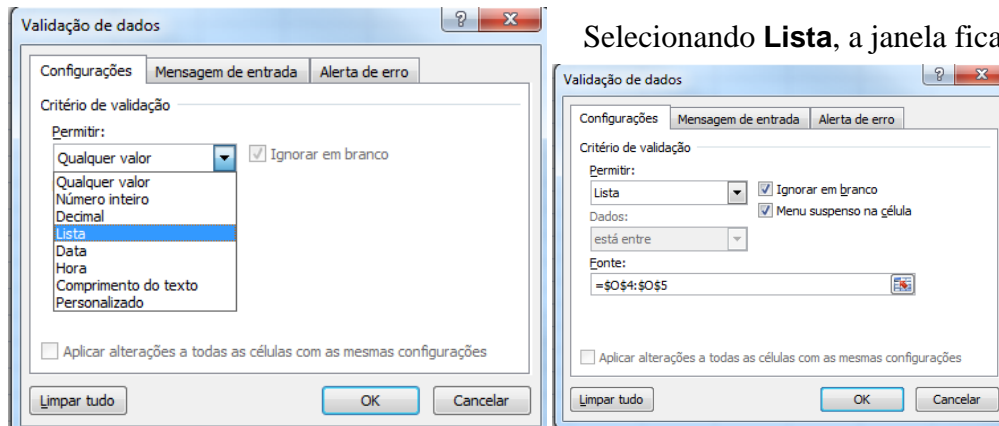 Validação de dados
Configurações Mensagem de entrada Alerta de erro
Critério de validação
Permitir:
Qualquer valor Ignorar em branco
Qualquer valor
Número inteiro
Decimal
Lista
Data
Hora
Comprimento do texto
Personalizado
Aplicar alterações a todas as células com as mesmas configurações
Limpar tudo OK Cancelar
Selecionando Lista, a janela fica
Validação de dados
Configurações Mensagem de entrada Alerta de erro
Critério de validação
Permitir:
Lista Ignorar em branco
Dados: Menu suspenso na célula
está entre
Fonte:
=$O$4:$O$5
Aplicar alterações a todas as células com as mesmas configurações
Limpar tudo OK Cancelar